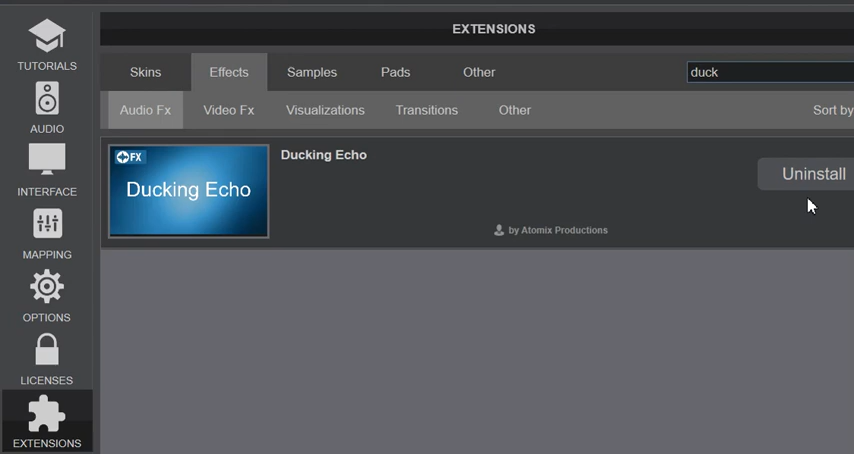 EXTENSIONS
TUTORIALS
AUDIO
INTERFACE
MAPPING
OPTIONS
LICENSES
EXTENSIONS
Skins Effects Samples Pads Other duck
Audio Fx Video Fx Visualizations Transitions Other Sort by
FX
Ducking Echo
Ducking Echo
Uninstall
by Atomix Productions